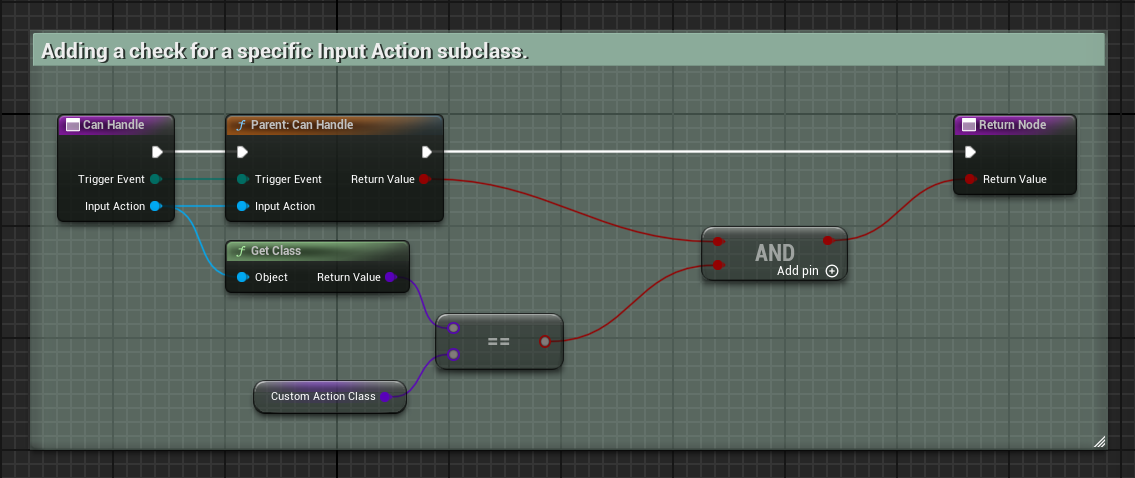 Adding a check for a specific Input Action subclass.
Can Handle
Trigger Event
Input Action
f Parent: Can Handle
Trigger Event Return Value
Input Action
f Get Class
Object Return Value
==
Custom Action Class
AND
Add pin
Return Node
Return Value